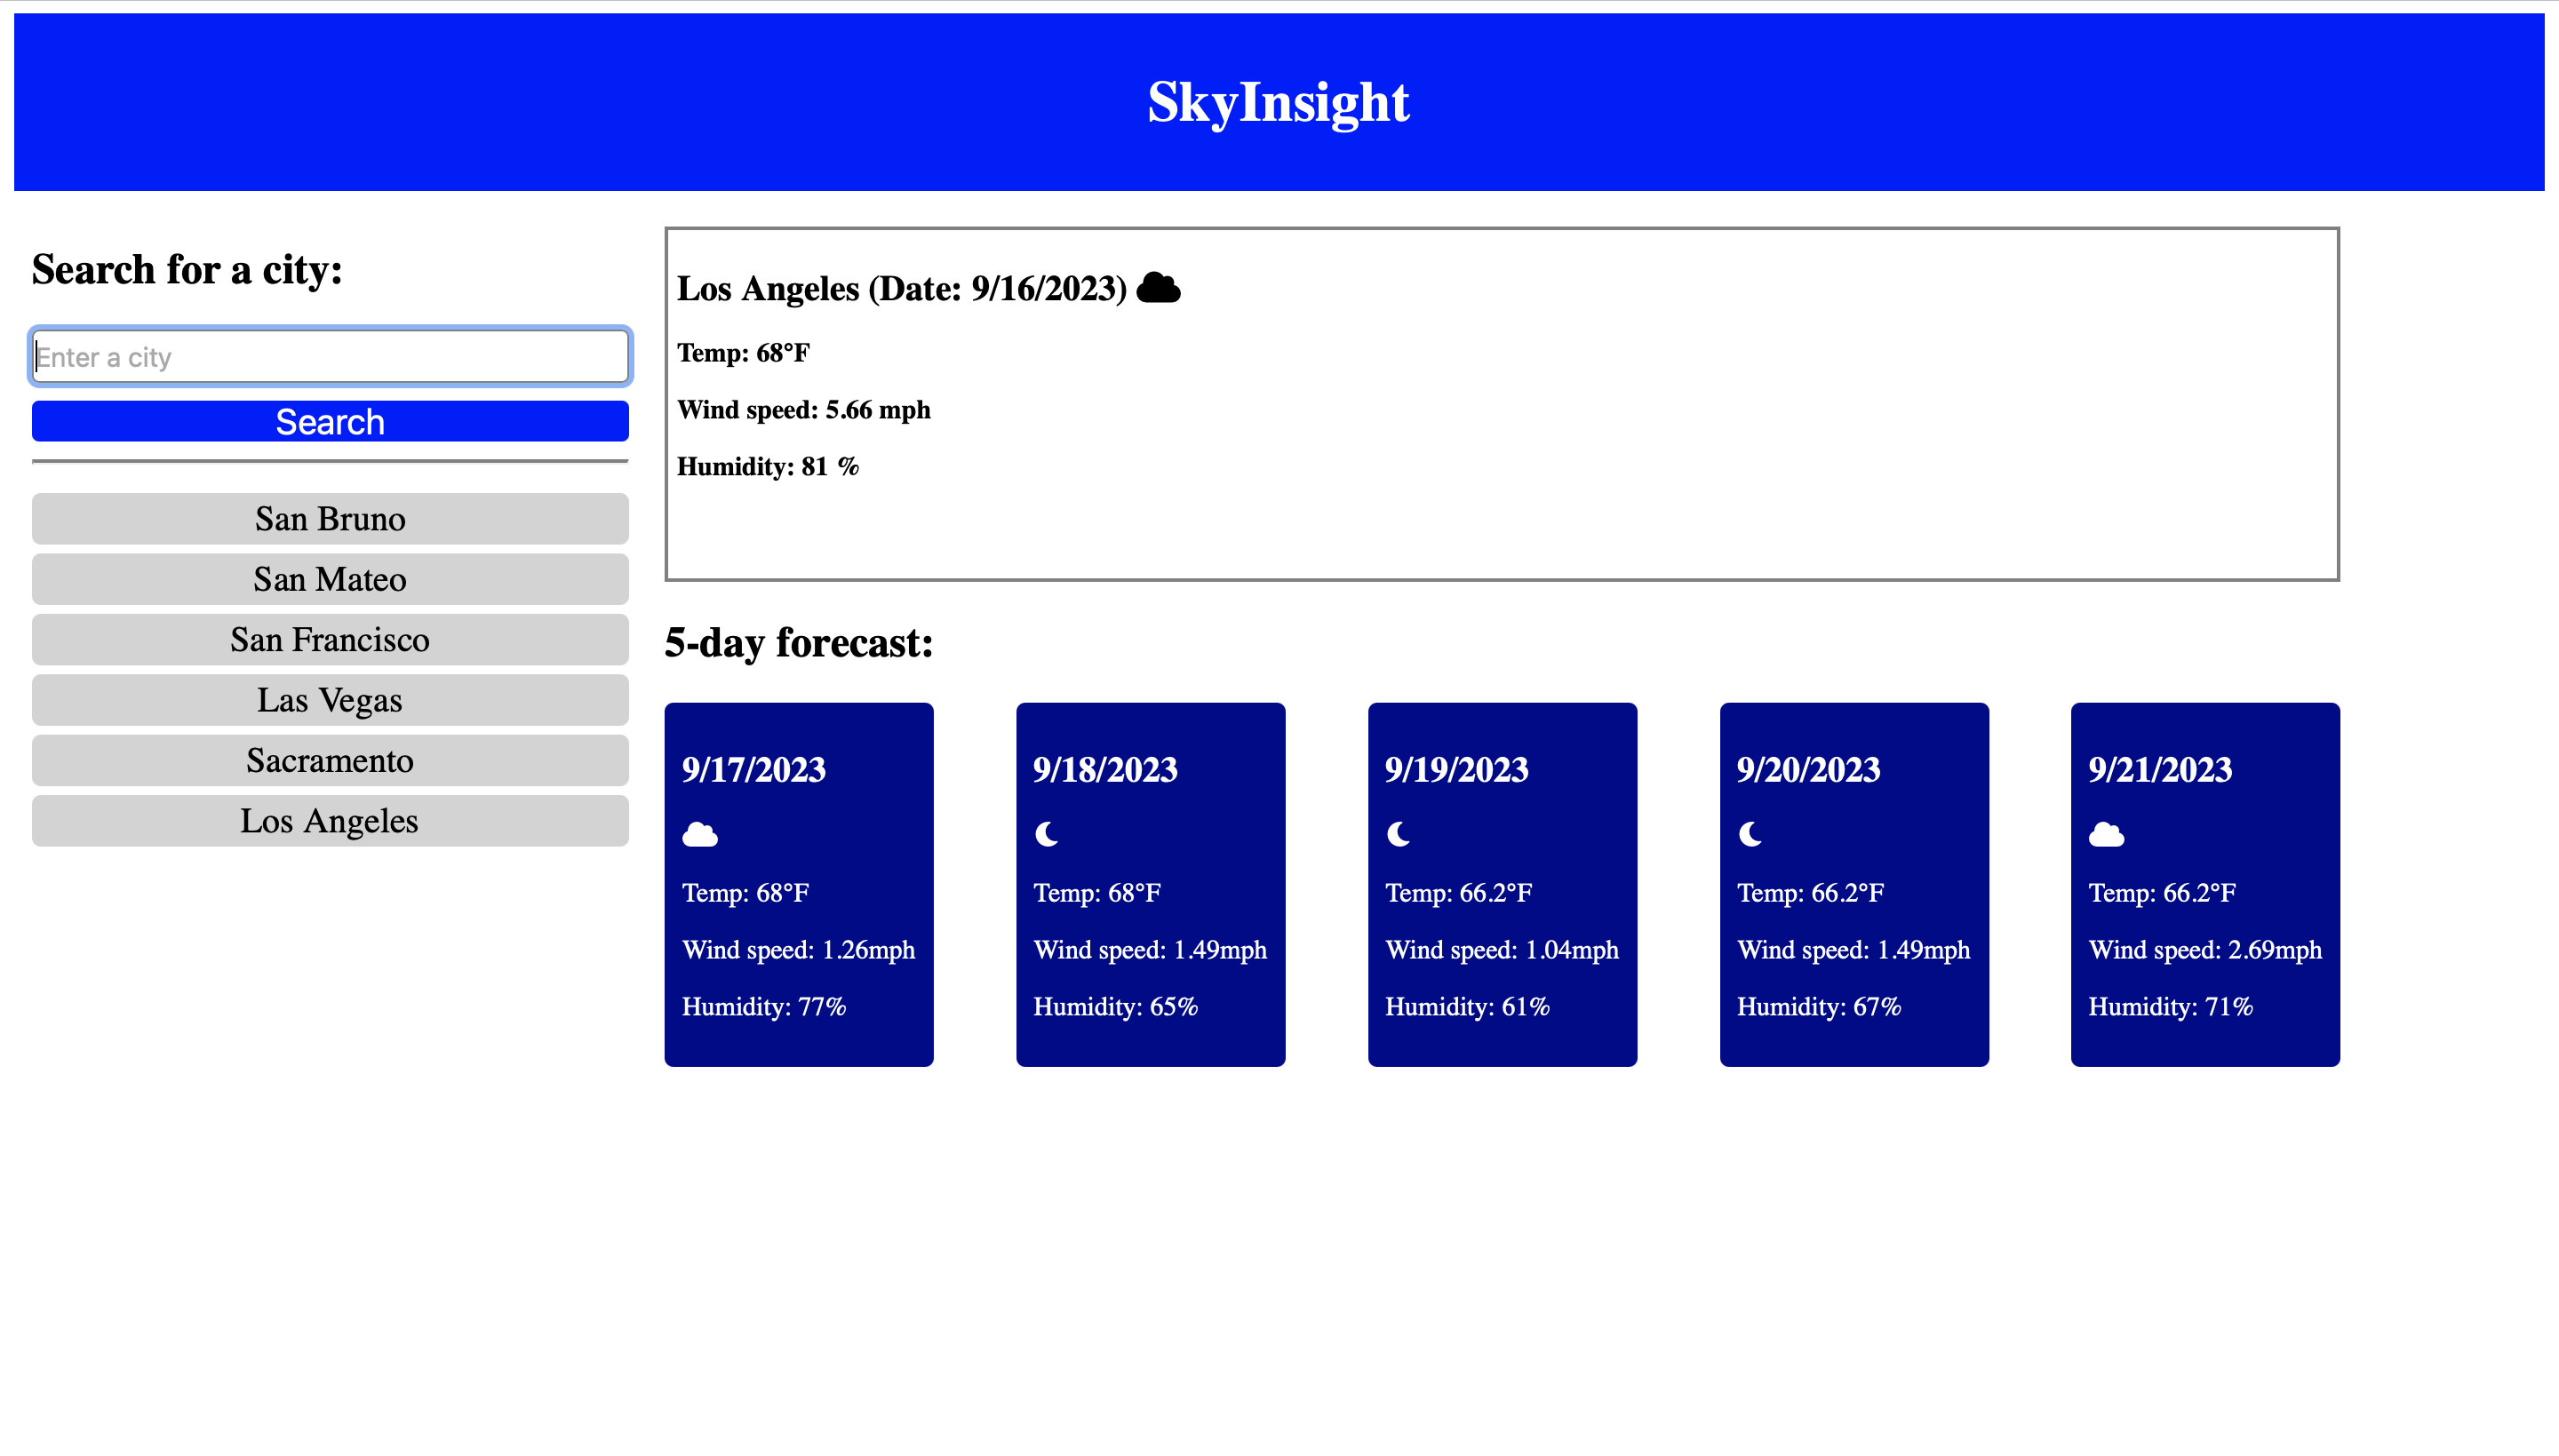 SkyInsight
Search for a city:
Enter a city
Search
San Bruno
San Mateo
San Francisco
Las Vegas
Sacramento
Los Angeles
Los Angeles (Date: 9/16/2023)
Temp: 68°F
Wind speed: 5.66 mph
Humidity: 81 %
5-day forecast:
9/17/2023
Temp: 68°F
Wind speed: 1.26mph
Humidity: 77%
9/18/2023
Temp: 68°F
Wind speed: 1.49mph
Humidity: 65%
9/19/2023
Temp: 66.2°F
Wind speed: 1.04mph
Humidity: 61%
9/20/2023
Temp: 66.2°F
Wind speed: 1.49mph
Humidity: 67%
9/21/2023
Temp: 66.2°F
Wind speed: 2.69mph
Humidity: 71%